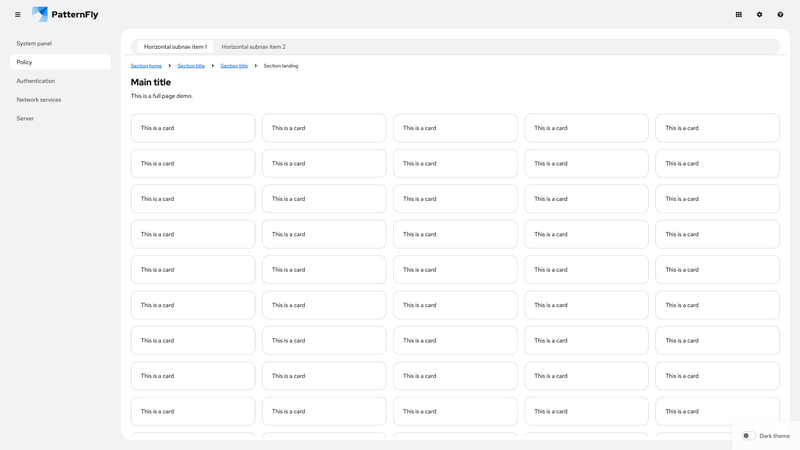 PatternFly
System panel
Policy
Authentication
Network services
Server
Horizontal subnav item 1 Horizontal subnav item 2
Section home Section title Section title Section landing
Main title
This is a full page demo.
This is a card This is a card This is a card This is a card This is a card
This is a card This is a card This is a card This is a card This is a card
This is a card This is a card This is a card This is a card This is a card
This is a card This is a card This is a card This is a card This is a card
This is a card This is a card This is a card This is a card This is a card
This is a card This is a card This is a card This is a card This is a card
This is a card This is a card This is a card This is a card This is a card
This is a card This is a card This is a card This is a card This is a card
This is a card This is a card This is a card This is a card This is a card
Dark theme